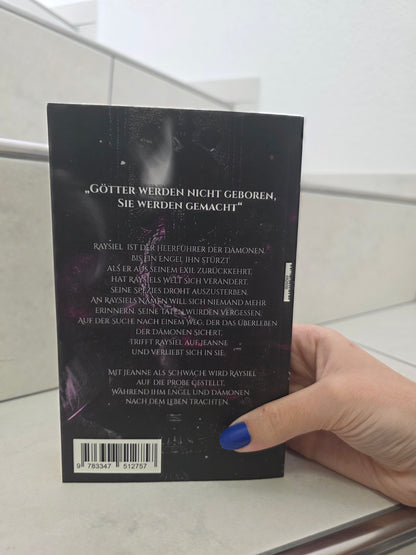 „Götter werden nicht geboren,
Sie werden gemacht“
Raysiel ist der Heerführer der Dämonen
bis ein Engel ihn stürzt.
Als er aus seinem Exil zurückkehrt,
hat Raysiels Welt sich verändert.
Seine Spezies droht auszusterben.
An Raysiels Namen will sich niemand mehr
erinnern. Seine Taten wurden vergessen.
Auf der Suche nach einem Weg, der das Überleben
der Dämonen sichert,
trifft Raysiel auf Jeanne
und verliebt sich in sie.
Mit Jeanne als Schwäche wird Raysiel
auf die Probe gestellt,
während ihm Engel und Dämonen
nach dem Leben trachten.
9 783347 512757